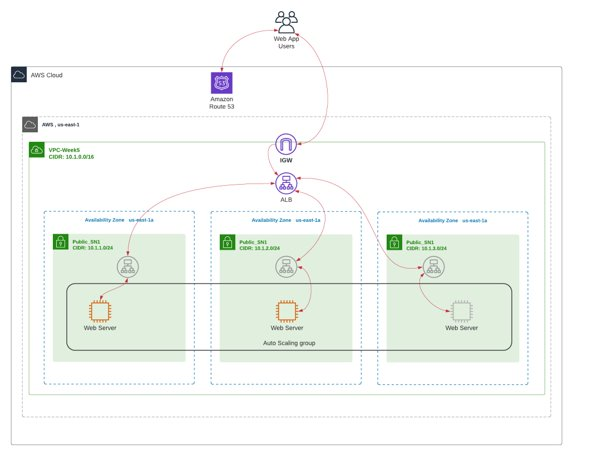 Web App
Users
AWS Cloud
53
Amazon
Route 53
AWS , us-east-1
VPC-Week5
CIDR: 10.1.0.0/16
IGW
ALB
Availability Zone us-east-1a
Availability Zone us-east-1a
Availability Zone us-east-1a
Public_SN1
CIDR: 10.1.1.0/24
Public_SN1
CIDR: 10.1.2.0/24
Public_SN1
CIDR: 10.1.3.0/24
Web Server
Web Server
Web Server
Auto Scaling group